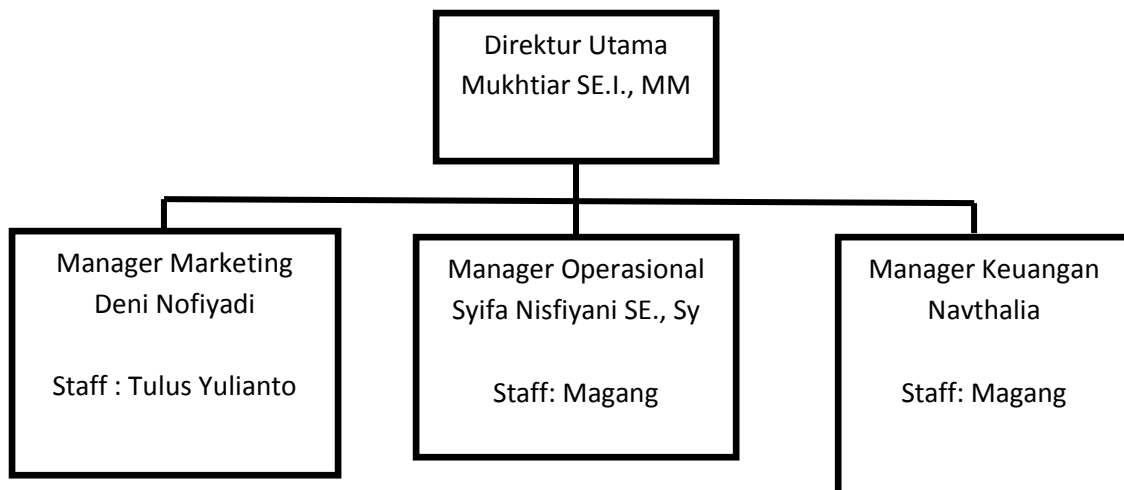 Direktur Utama
Mukhtiar SE.I., MM
Manager Marketing
Deni Nofiyadi
Staff : Tulus Yulianto
Manager Operasional
Syifa Nisfiyani SE., Sy
Staff: Magang
Manager Keuangan
Navthalia
Staff: Magang